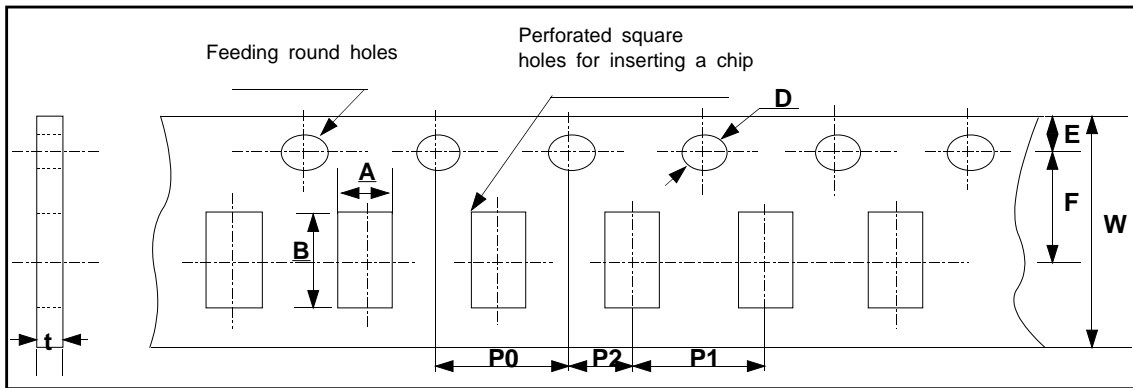 Feeding round holes
Perforated square
holes for inserting a chip
D
E
A
F
W
B
t
P0
P2
P1